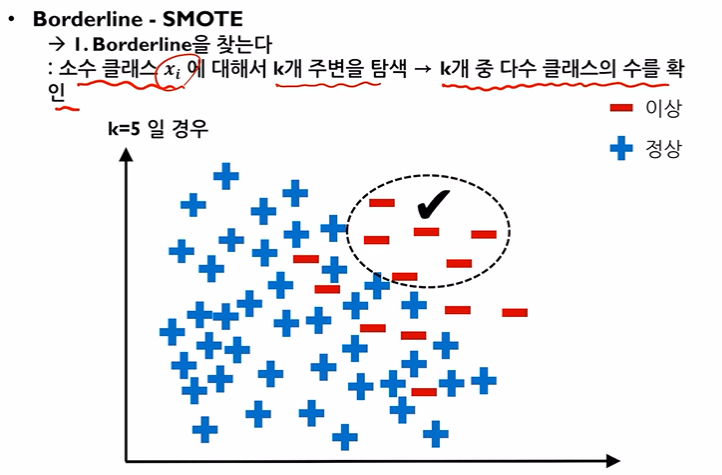 • Borderline - SMOTE
→ 1. Borderline을 찾는다
: 소수 클래스 xᵢ 에 대해서 k개 주변을 탐색 → k개 중 다수 클래스의 수를 확
인
이상
정상
k=5 일 경우